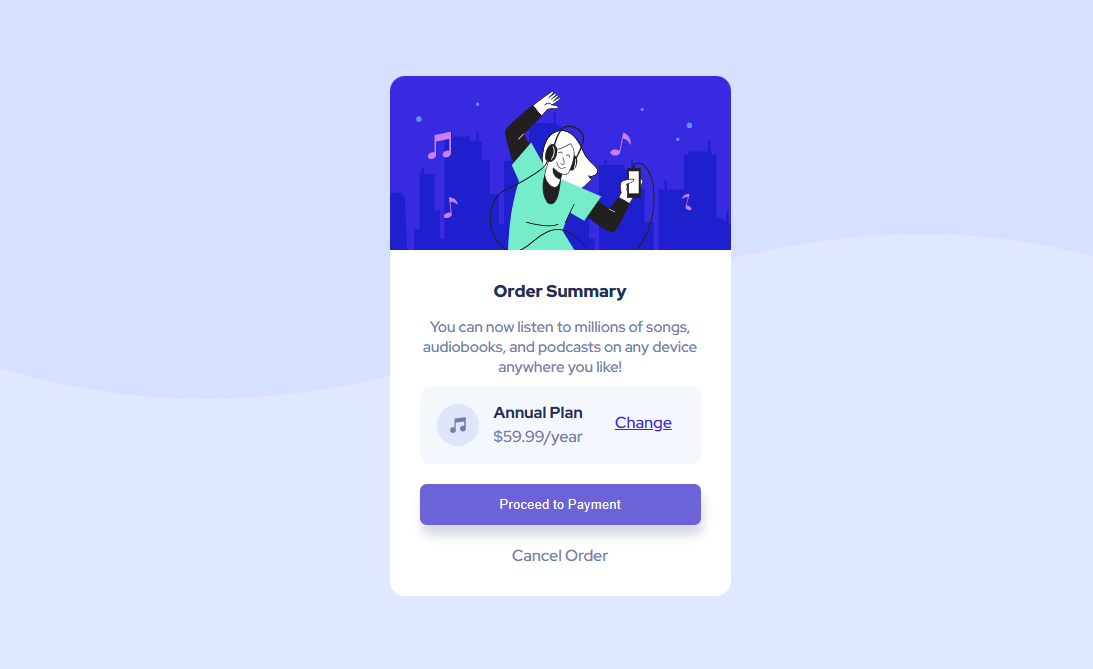 Order Summary
You can now listen to millions of songs,
audiobooks, and podcasts on any device
anywhere you like!
Annual Plan
$59.99/year
Change
Proceed to Payment
Cancel Order